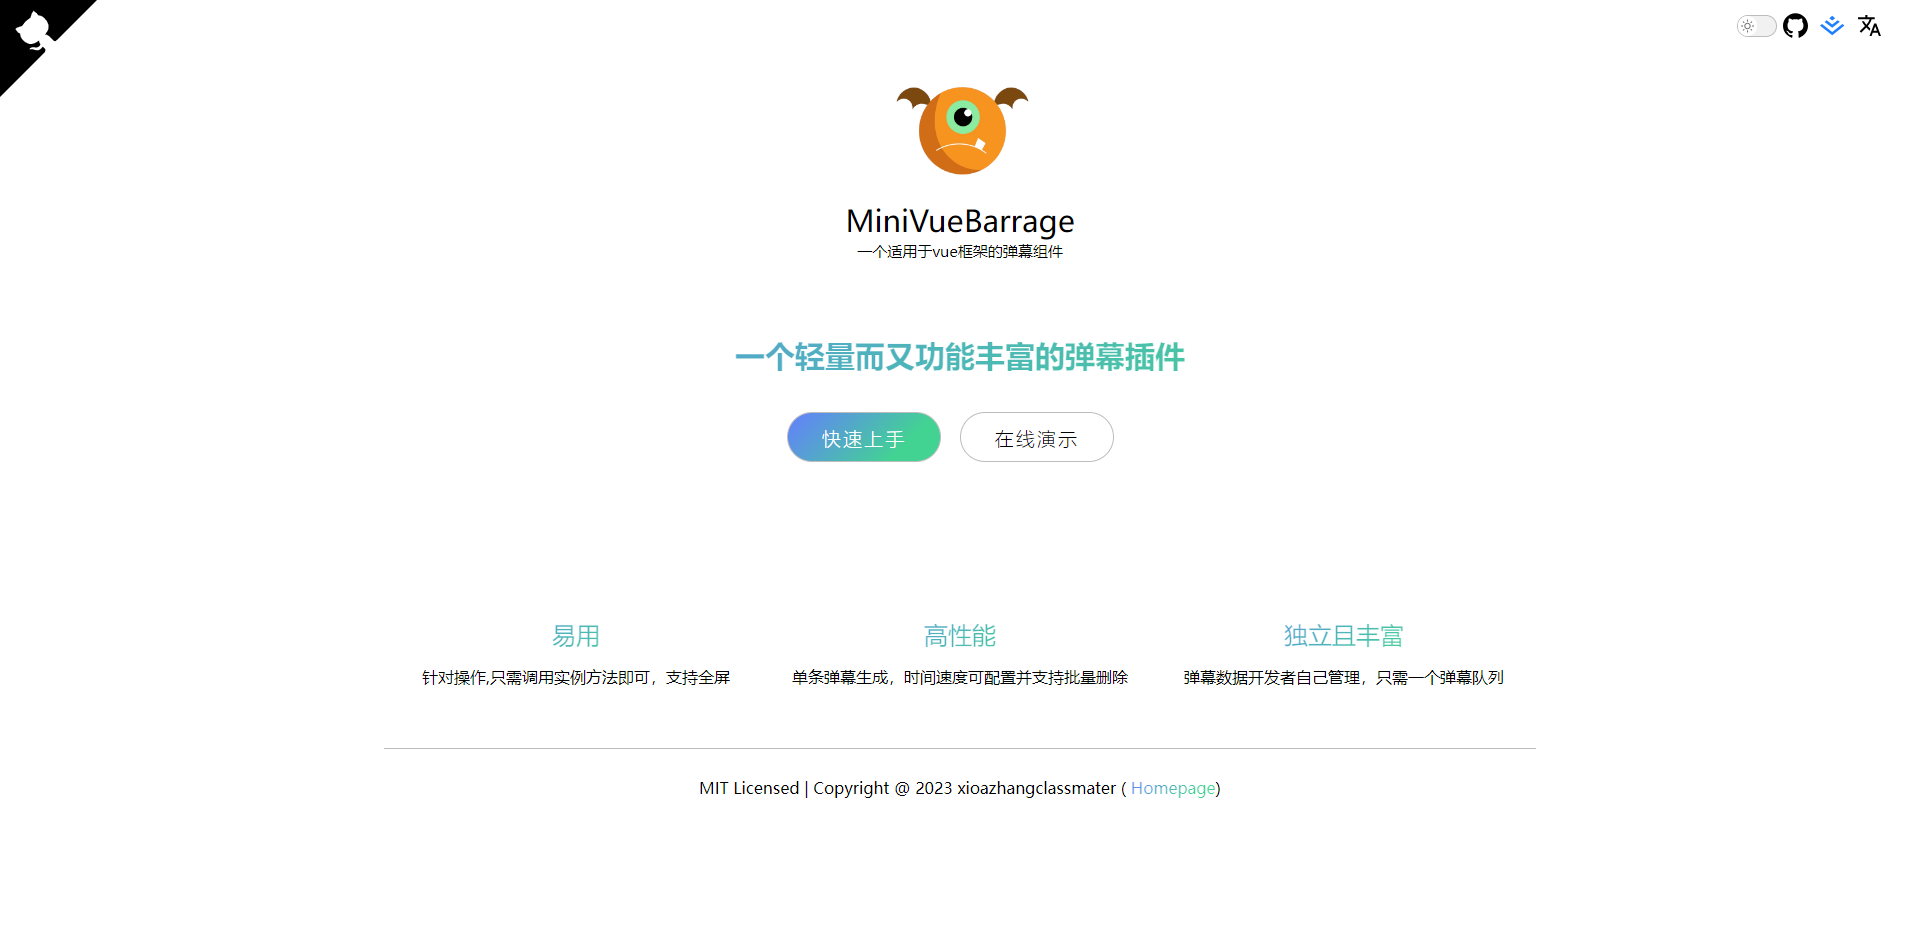 MiniVueBarrage
一个适用于vue框架的弹幕组件
一个轻量而又功能丰富的弹幕插件
快速上手
在线演示
易用
针对操作,只需调用实例方法即可，支持全屏
高性能
单条弹幕生成，时间速度可配置并支持批量删除
独立且丰富
弹幕数据开发者自己管理，只需一个弹幕队列
MIT Licensed | Copyright @ 2023 xioazhangclassmater ( Homepage)